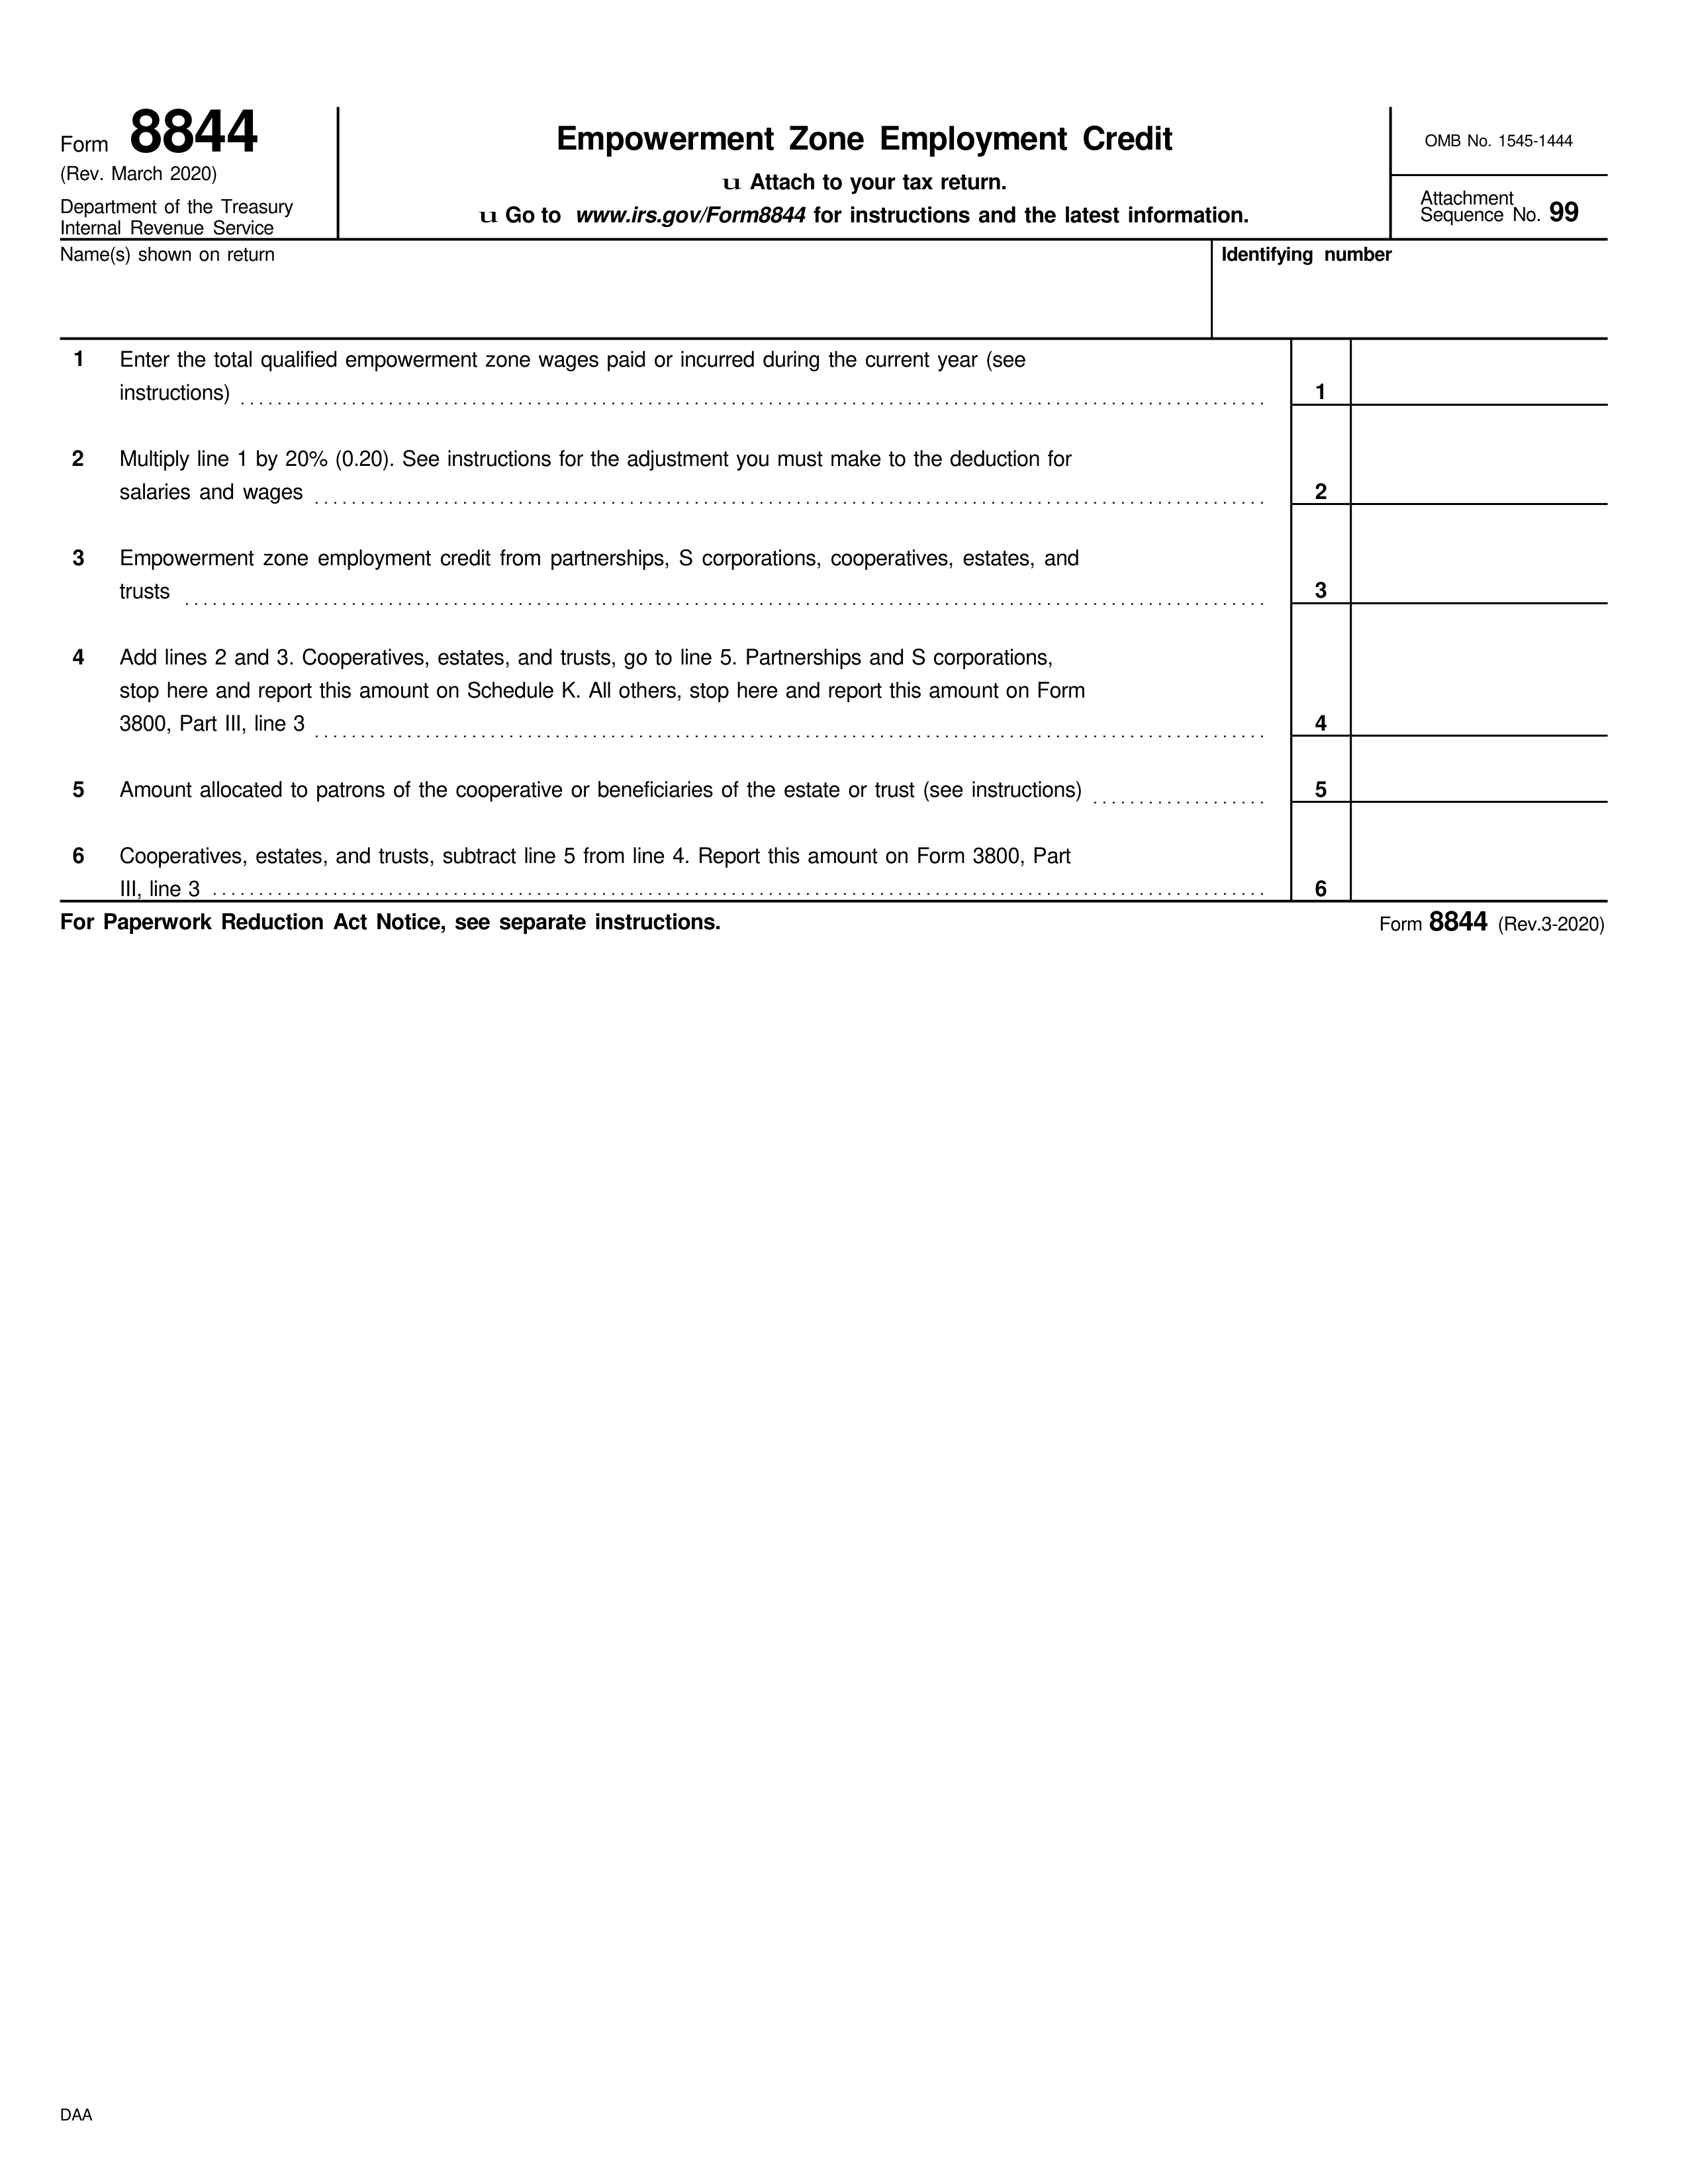 Form 8844
(Rev. March 2020)
Department of the Treasury
Internal Revenue Service
Empowerment Zone Employment Credit
u Attach to your tax return.
u Go to www.irs.gov/Form8844 for instructions and the latest information.
OMB No. 1545-1444
Attachment
Sequence No. 99
Name(s) shown on return
Identifying number
1 Enter the total qualified empowerment zone wages paid or incurred during the current year (see
instructions) 1
2 Multiply line 1 by 20% (0.20). See instructions for the adjustment you must make to the deduction for
salaries and wages 2
3 Empowerment zone employment credit from partnerships, S corporations, cooperatives, estates, and
trusts 3
4 Add lines 2 and 3. Cooperatives, estates, and trusts, go to line 5. Partnerships and S corporations,
stop here and report this amount on Schedule K. All others, stop here and report this amount on Form
3800, Part III, line 3 4
5 Amount allocated to patrons of the cooperative or beneficiaries of the estate or trust (see instructions) 5
6 Cooperatives, estates, and trusts, subtract line 5 from line 4. Report this amount on Form 3800, Part
III, line 3 6
For Paperwork Reduction Act Notice, see separate instructions. Form 8844 (Rev.3-2020)
DAA